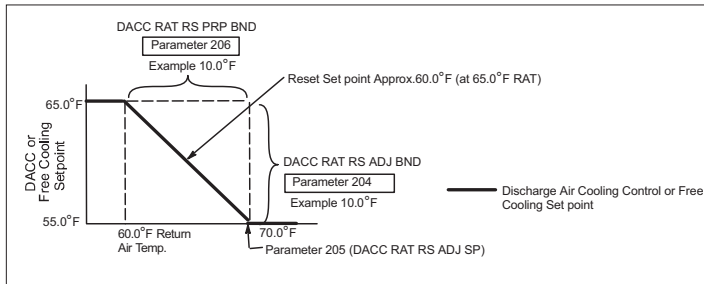 DACC RAT RS PRP BND
Parameter 206
Example 10.0°F
Reset Set point Approx.60.0°F (at 65.0°F RAT)
65.0°F
DACC or
Free Cooling
Setpoint
DACC RAT RS ADJ BND
Parameter 204
Example 10.0°F
Discharge Air Cooling Control or Free
Cooling Set point
55.0°F
60.0°F Return
Air Temp.
70.0°F
Parameter 205 (DACC RAT RS ADJ SP)